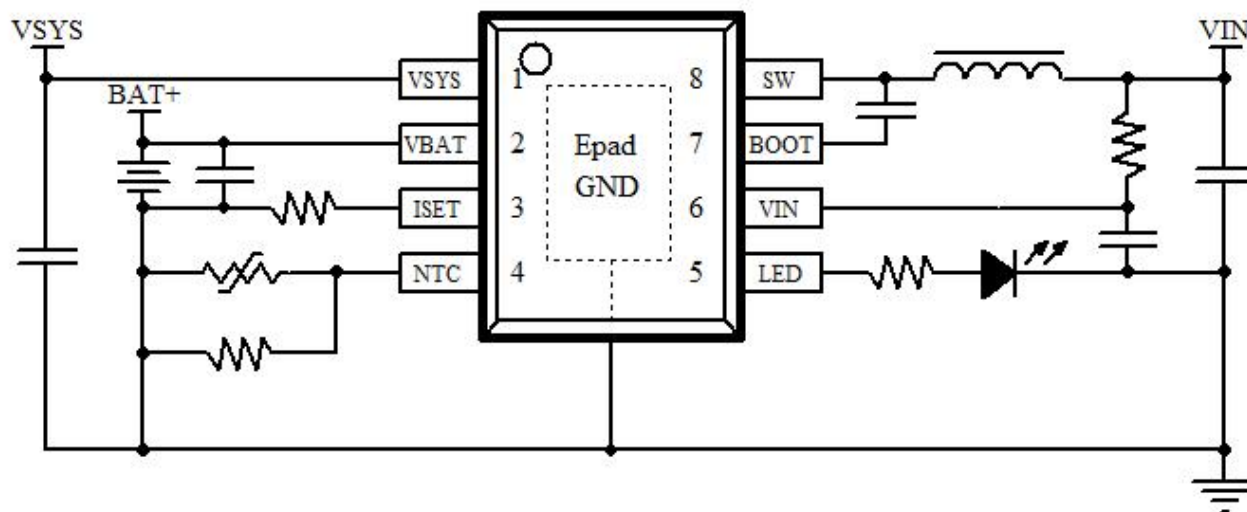 VSYS
VIN
BAT+
VSYS 1 8 SW
VBAT 2 Epad 7 BOOT
GND
ISET 3 6 VIN
NTC 4 5 LED